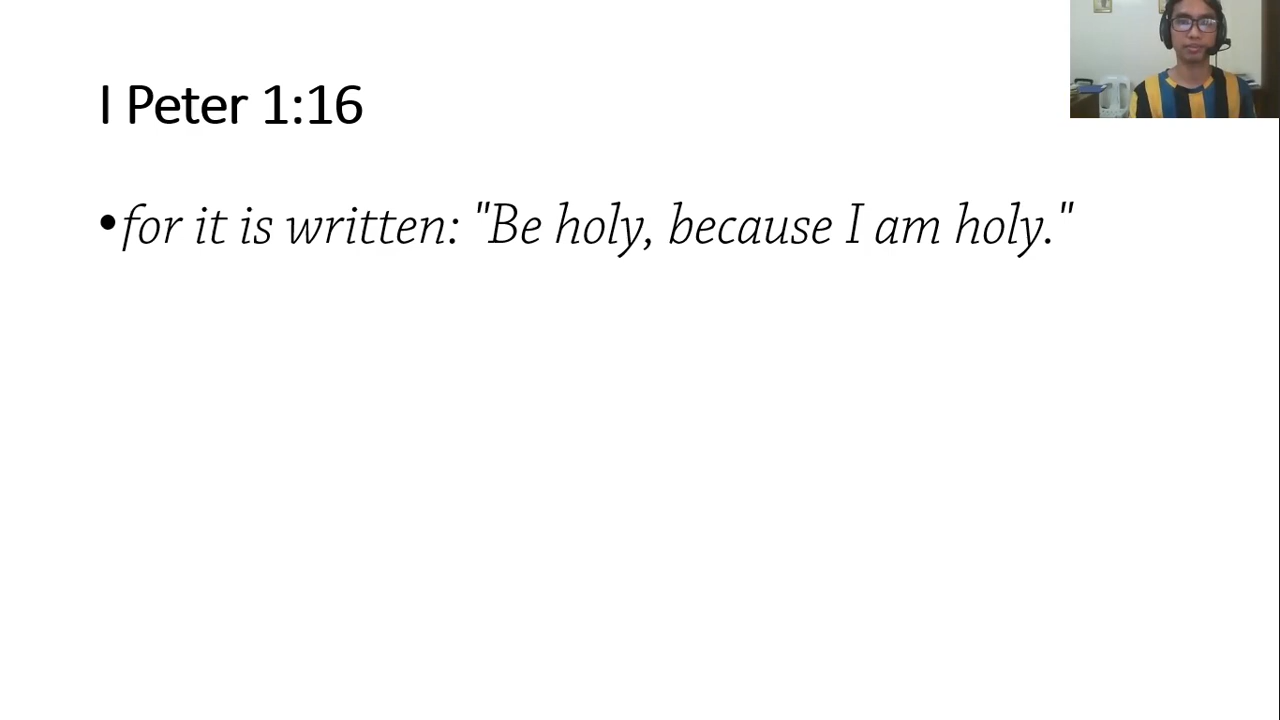 I Peter 1:16
•for it is written: "Be holy, because I am holy."